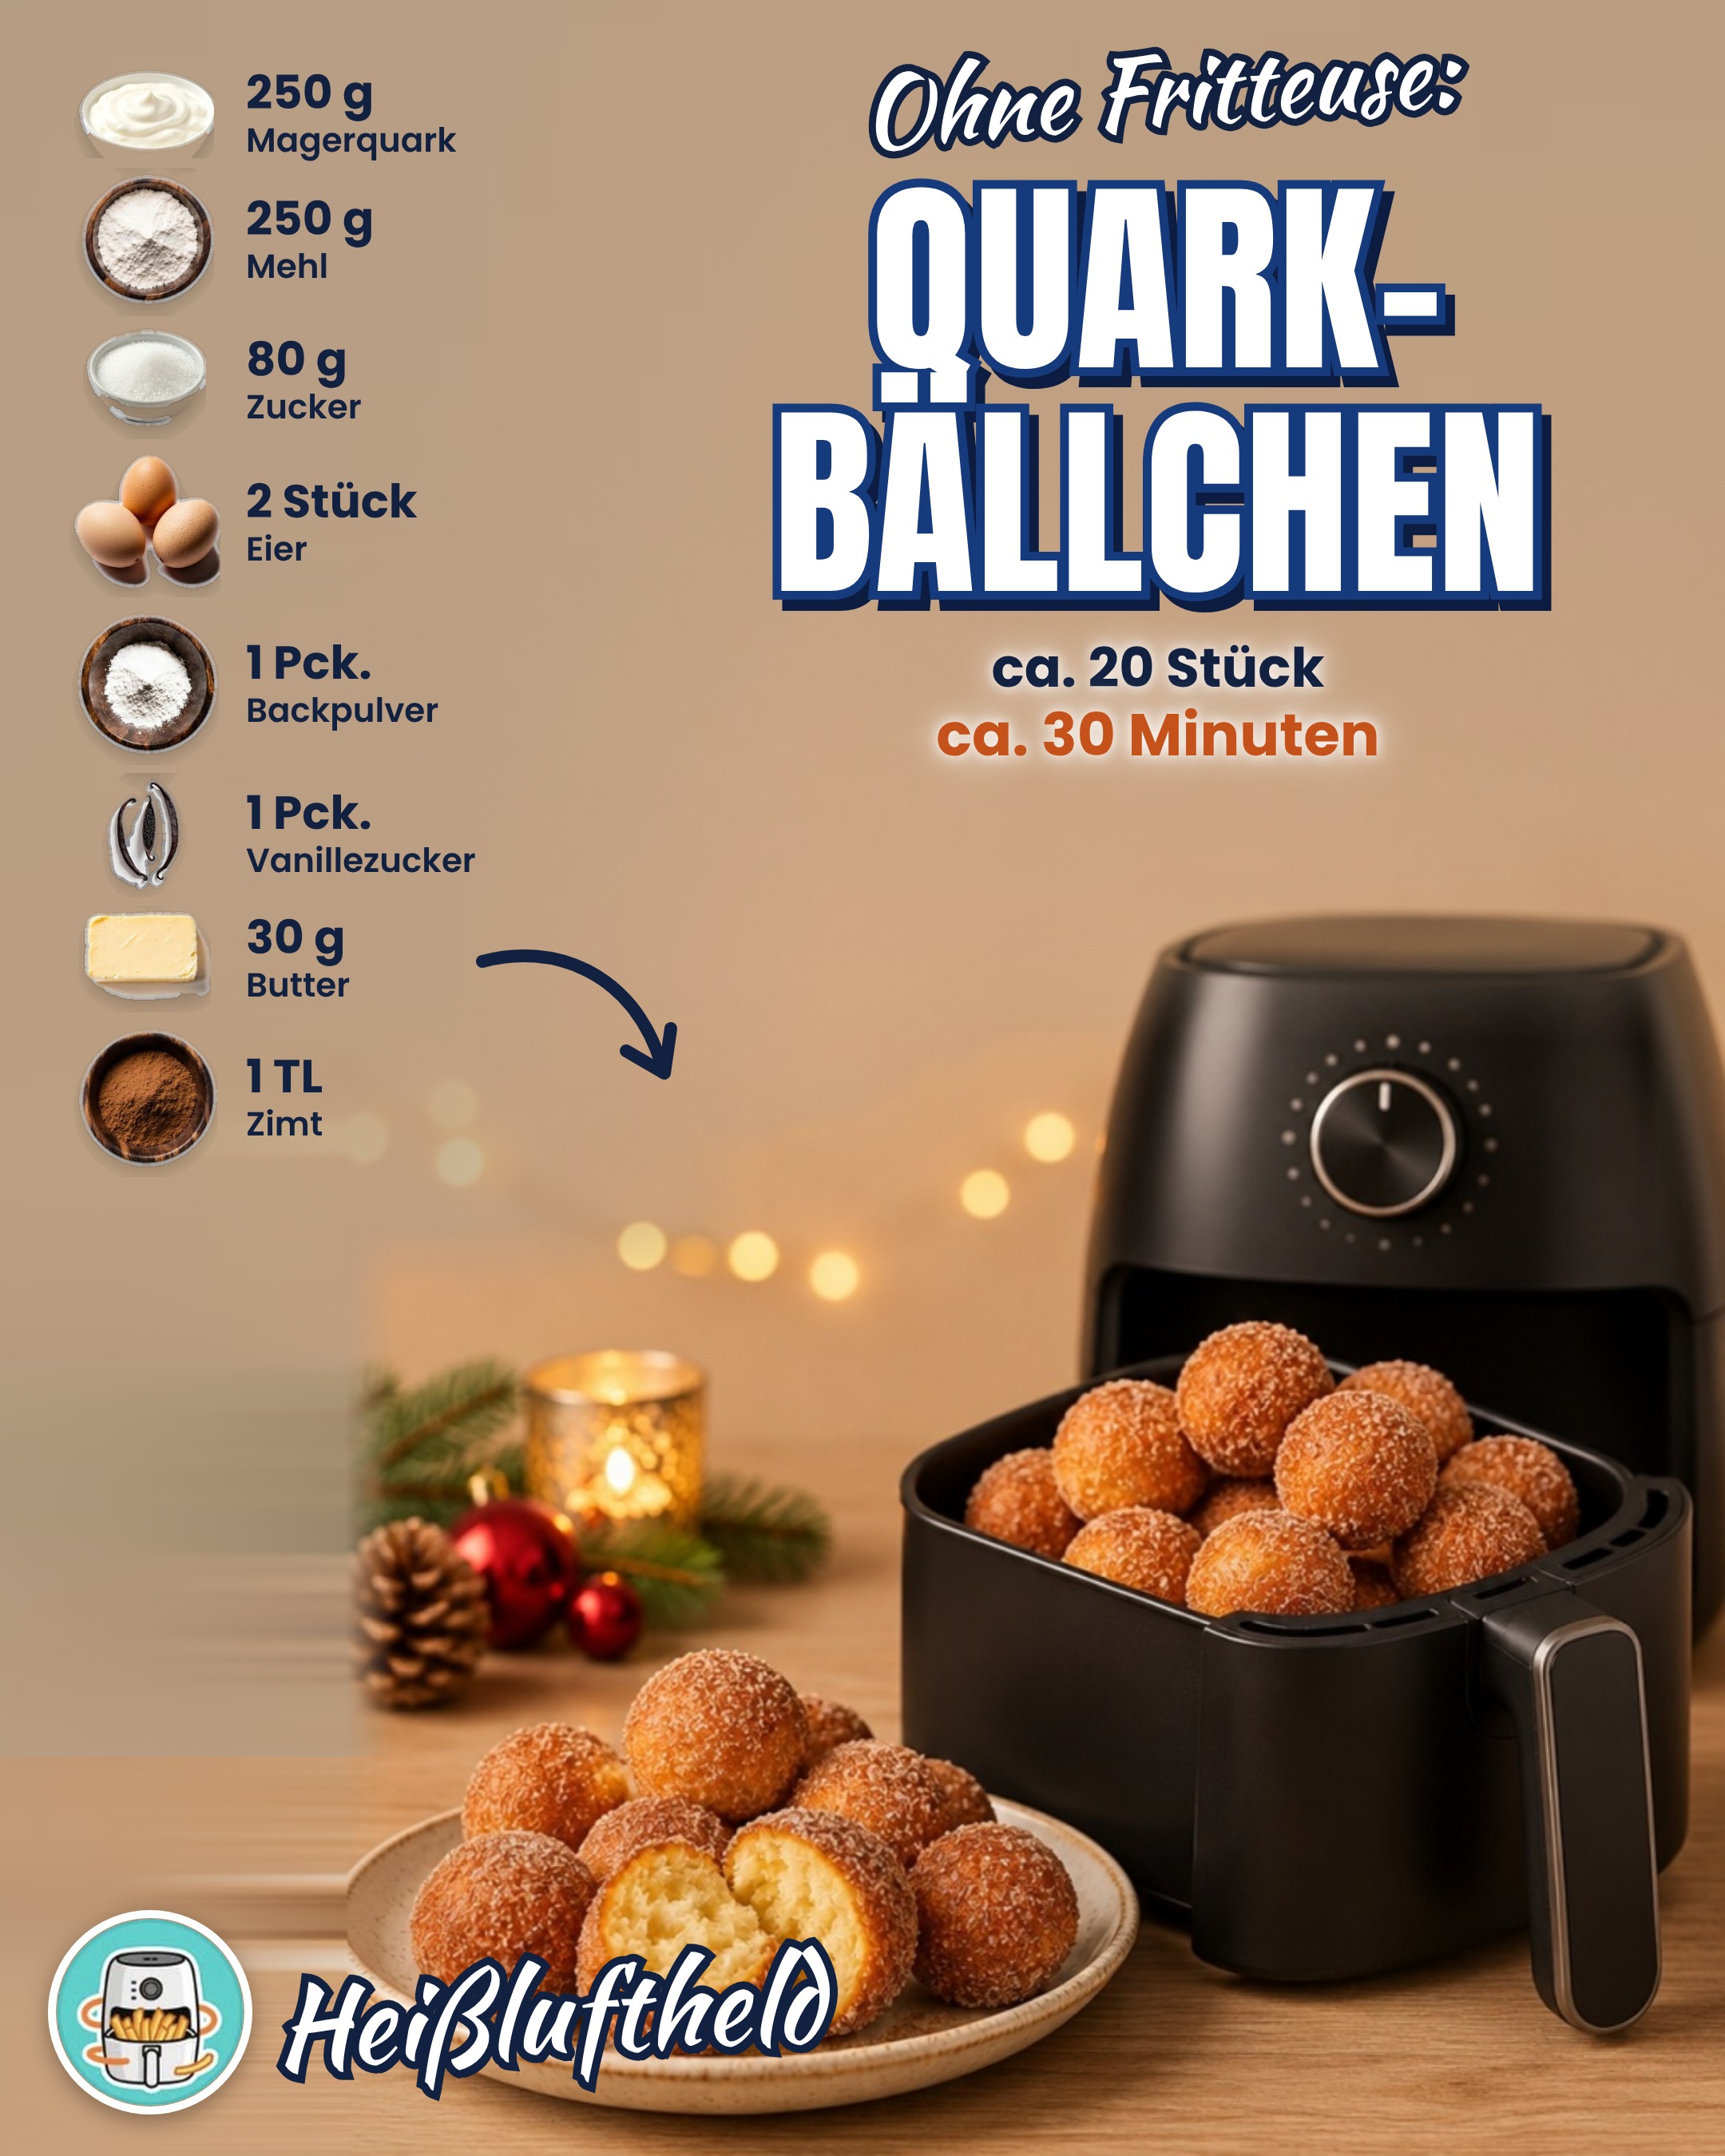 Ohne Fritteuse:
QUARK-
BÄLLCHEN
ca. 20 Stück
ca. 30 Minuten
250 g
Magerquark
250 g
Mehl
80 g
Zucker
2 Stück
Eier
1 Pck.
Backpulver
1 Pck.
Vanillezucker
30 g
Butter
1 TL
Zimt
Heißluftheld